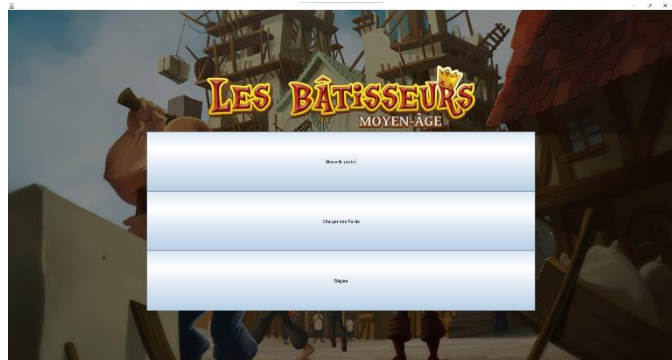 LES BÂTISSEURS
MOYEN-ÂGE
Nouvelle partie
Charger une Partie
Règles